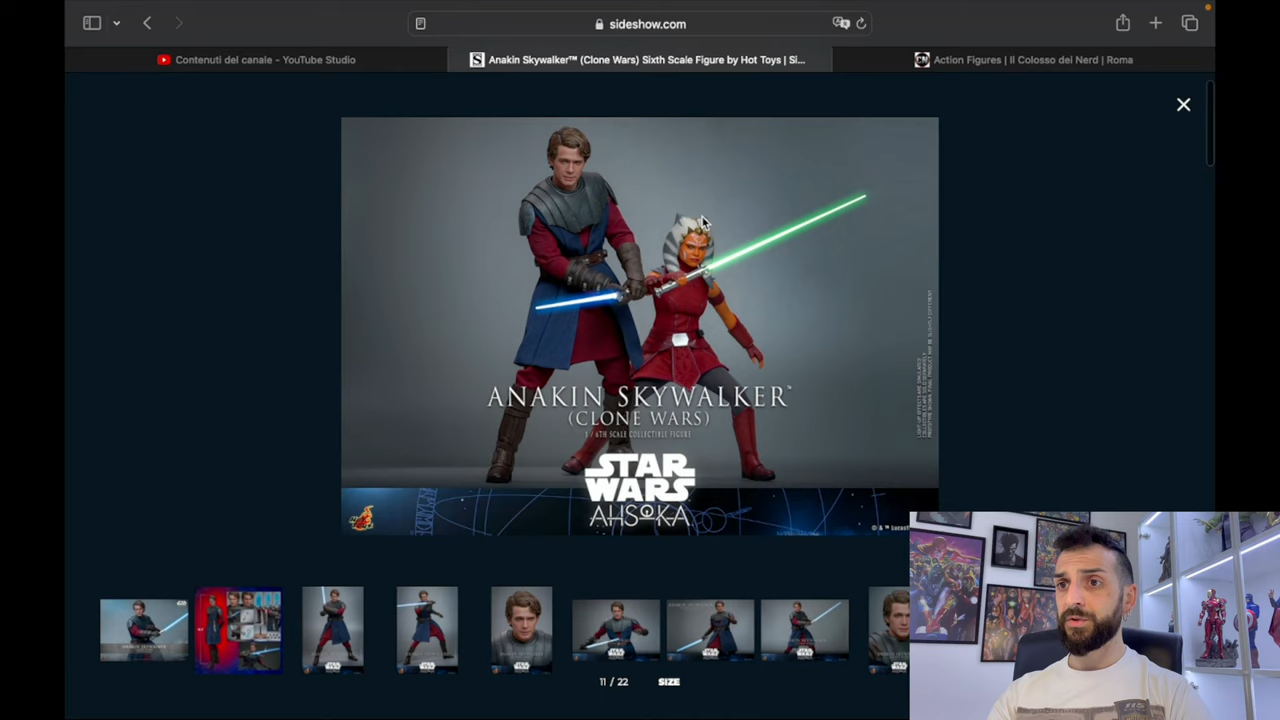 sideshow.com
Contenuti del canale – YouTube Studio
S
Anakin Skywalker™ (Clone Wars) Sixth Scale Figure by Hot Toys | Si...
Action Figures | Il Colosso dei Nerd | Roma
ANAKIN SKYWALKER™
(CLONE WARS)
1/6TH SCALE COLLECTIBLE FIGURE
STAR
WARS
AHSOKA
11 / 22
SIZE